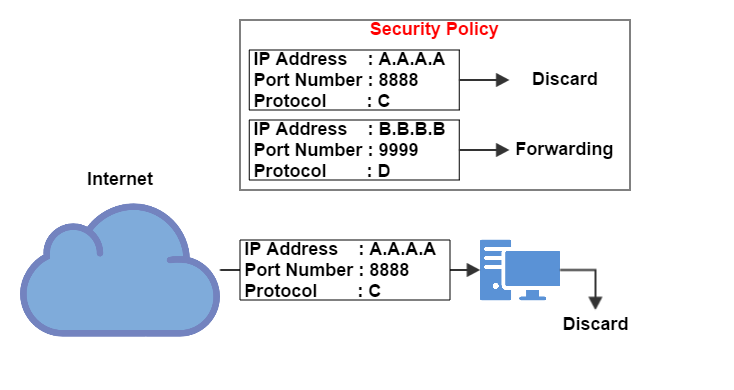 Security Policy
IP Address : A.A.A.A
Port Number : 8888
Protocol : C
Discard
IP Address : B.B.B.B
Port Number : 9999
Protocol : D
Forwarding
Internet
IP Address : A.A.A.A
Port Number : 8888
Protocol : C
Discard